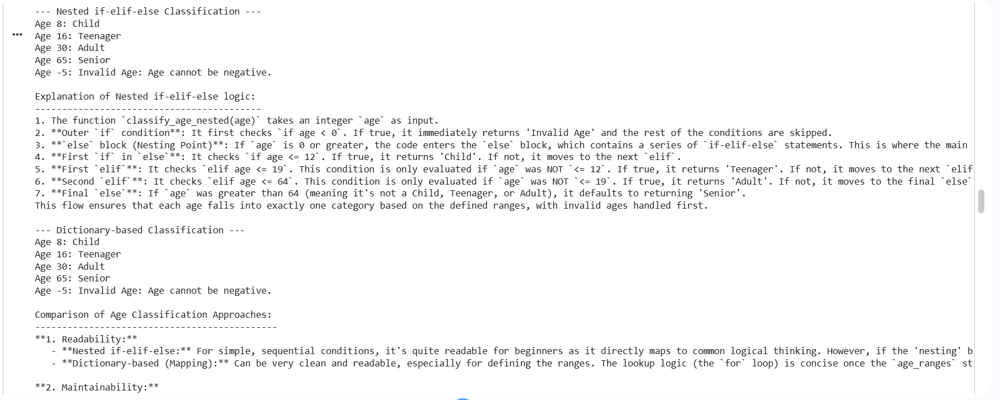 --- Nested if-elif-else Classification ---
Age 8: Child
Age 16: Teenager
Age 30: Adult
Age 65: Senior
Age -5: Invalid Age: Age cannot be negative.
Explanation of Nested if-elif-else logic:
------------------------------------------
1. The function `classify_age_nested(age)` takes an integer `age` as input.
2. **Outer `if` condition**: It first checks `if age < 0`. If true, it immediately returns 'Invalid Age' and the rest of the conditions are skipped.
3. **`else` block (Nesting Point)**: If `age` is 0 or greater, the code enters the `else` block, which contains a series of `if-elif-else` statements. This is where the main
4. **First `if` in `else`**: It checks `if age <= 12`. If true, it returns 'Child'. If not, it moves to the next `elif`.
5. **First `elif`**: It checks `elif age <= 19`. This condition is only evaluated if `age` was NOT `<= 12`. If true, it returns 'Teenager'. If not, it moves to the next `elif
6. **Second `elif`**: It checks `elif age <= 64`. This condition is only evaluated if `age` was NOT `<= 19`. If true, it returns 'Adult'. If not, it moves to the final `else`
7. **Final `else`**: If `age` was greater than 64 (meaning it's not a Child, Teenager, or Adult), it defaults to returning 'Senior'.
This flow ensures that each age falls into exactly one category based on the defined ranges, with invalid ages handled first.
--- Dictionary-based Classification ---
Age 8: Child
Age 16: Teenager
Age 30: Adult
Age 65: Senior
Age -5: Invalid Age: Age cannot be negative.
Comparison of Age Classification Approaches:
---------------------------------------------
**1. Readability:**
- **Nested if-elif-else:** For simple, sequential conditions, it's quite readable for beginners as it directly maps to common logical thinking. However, if the 'nesting' b
- **Dictionary-based (Mapping):** Can be very clean and readable, especially for defining the ranges. The lookup logic (the `for` loop) is concise once the `age_ranges` st
**2. Maintainability:**